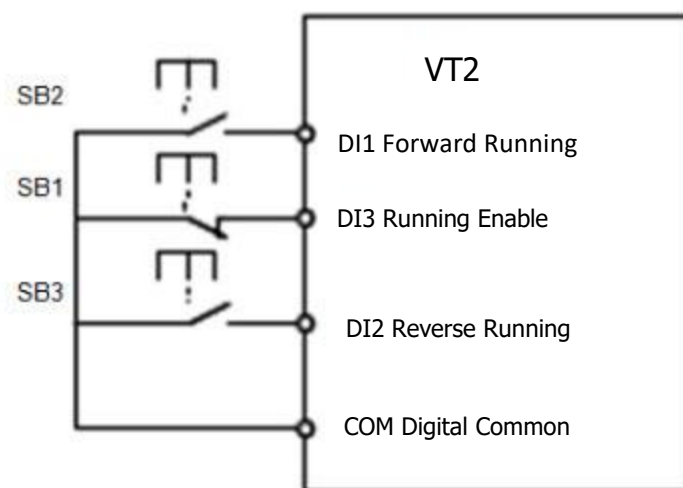 VT2
SB2
DI1 Forward Running
SB1
DI3 Running Enable
SB3
DI2 Reverse Running
COM Digital Common